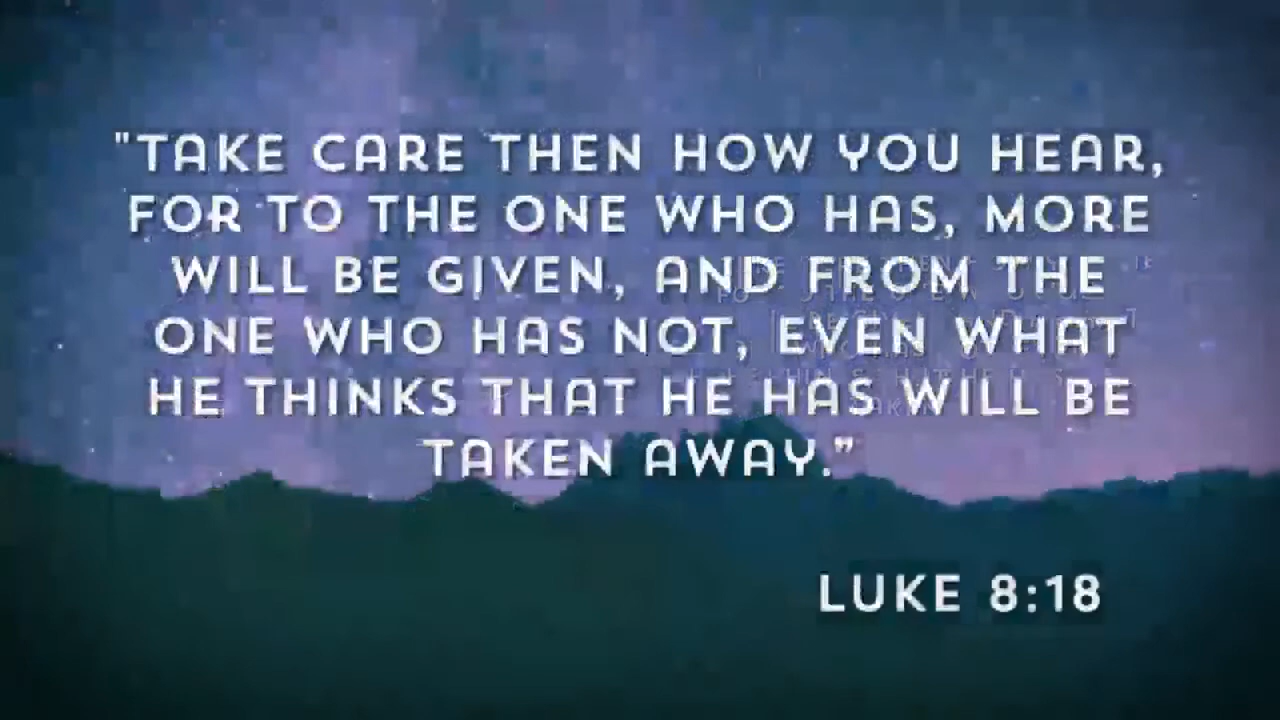 "TAKE CARE THEN HOW YOU HEAR,
FOR TO THE ONE WHO HAS, MORE
WILL BE GIVEN, AND FROM THE
ONE WHO HAS NOT, EVEN WHAT
HE THINKS THAT HE HAS WILL BE
TAKEN AWAY.”
LUKE 8:18